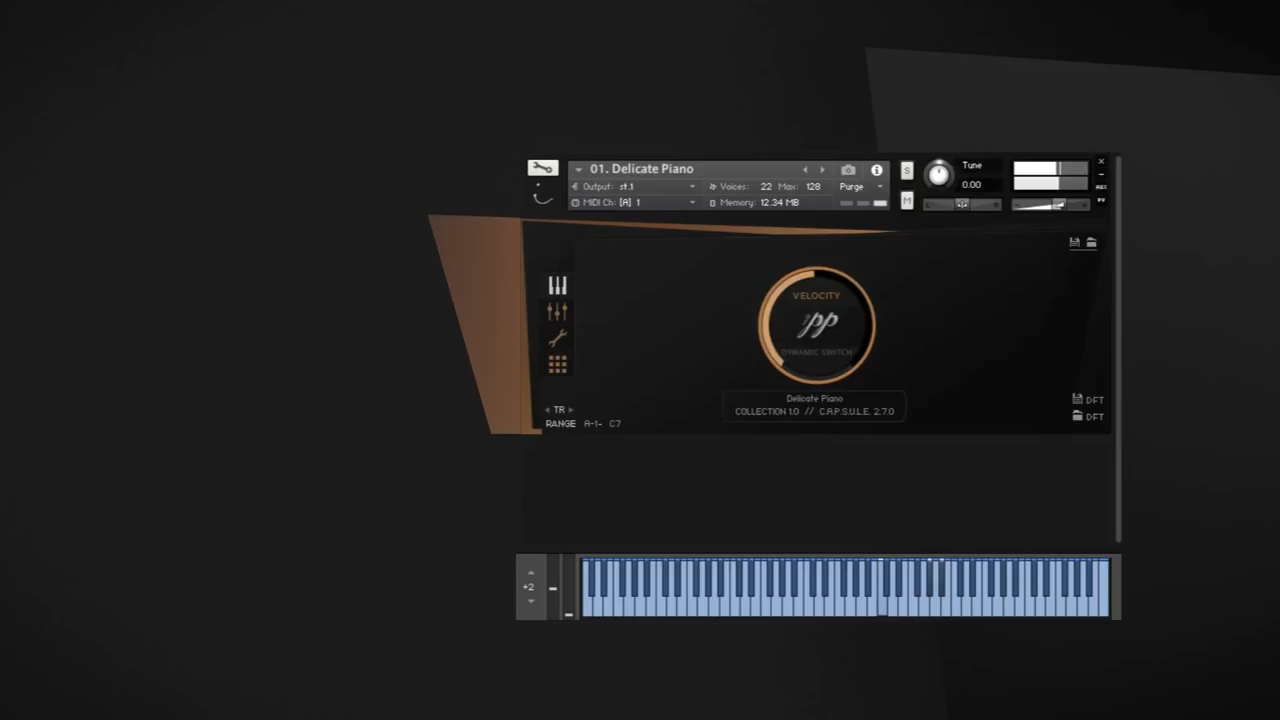 01. Delicate Piano
Output: st.1
Voices: 22 Max: 128
Purge
MIDI Ch: [A] 1
Memory: 12.34 MB
S
M
Tune
0.00
L R
AUX
PV
VELOCITY
pp
DYNAMIC SWITCH
Delicate Piano
COLLECTION 1.0 // C.A.P.S.U.L.E. 2.7.0
TR
RANGE A-1- C7
DFT
DFT
+2